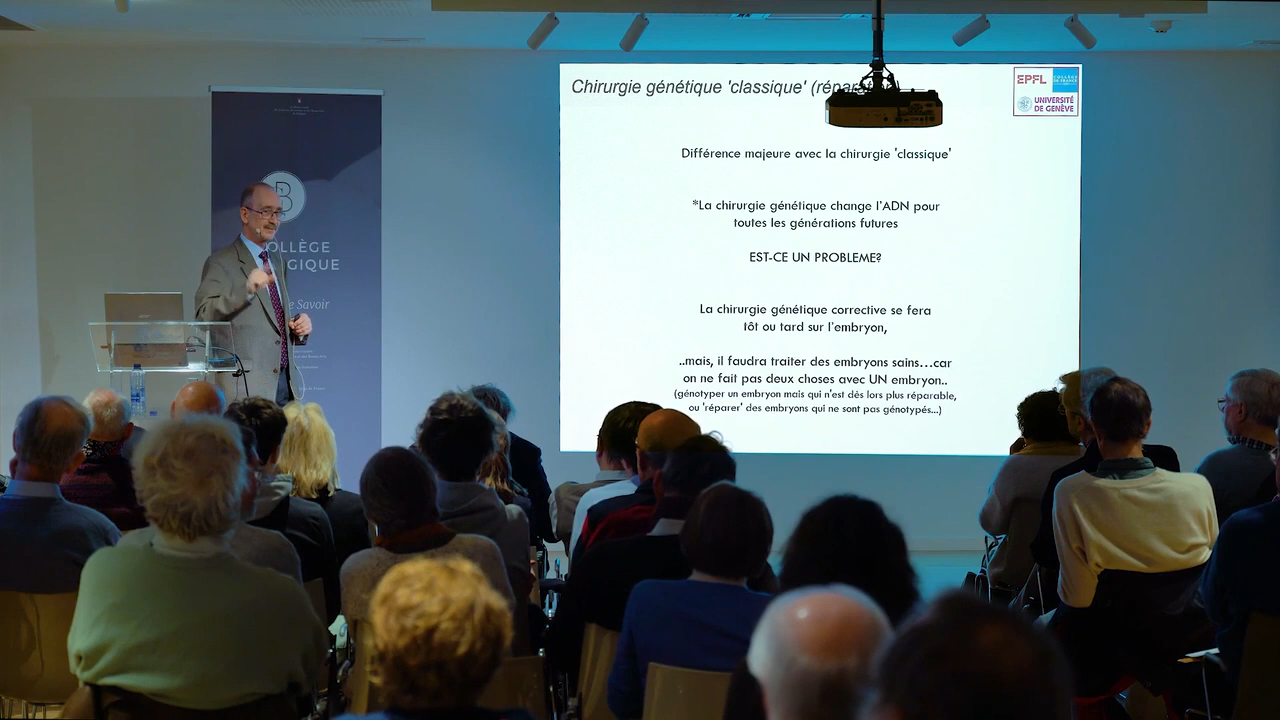 Chirurgie génétique 'classique'
EPFL
COLLÈGE
DE FRANCE
UNIVERSITÉ
DE GENÈVE
Différence majeure avec la chirurgie 'classique'
*La chirurgie génétique change l'ADN pour
toutes les générations futures
EST-CE UN PROBLEME?
La chirurgie génétique corrective se fera
tôt ou tard sur l'embryon,
..mais, il faudra traiter des embryons sains...car
on ne fait pas deux choses avec UN embryon..
(génotyper un embryon mais qui n'est dès lors plus réparable,
ou 'réparer' des embryons qui ne sont pas génotypés...)
B
OLLÈGE
GIQUE
e Savoir